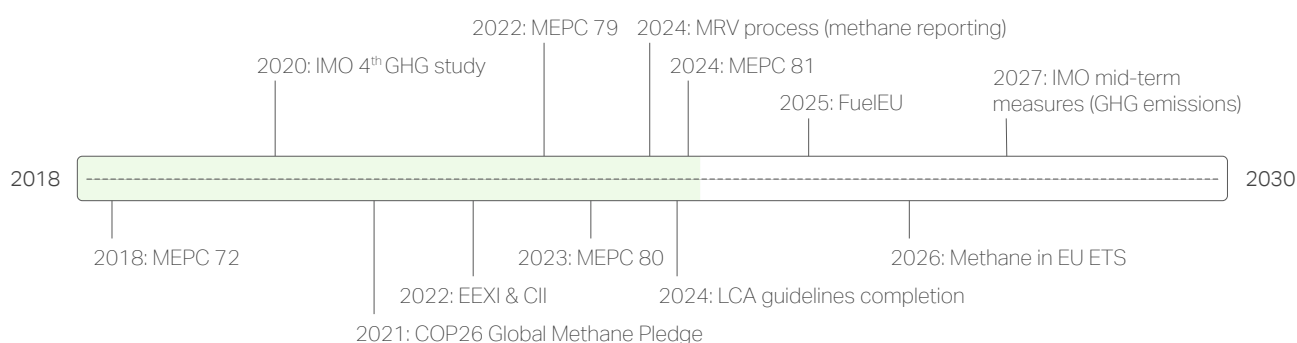 2022: MEPC 79
2024: MRV process (methane reporting)
2020: IMO 4th GHG study
2024: MEPC 81
2027: IMO mid-term
measures (GHG emissions)
2025: FuelEU
2018
2030
2018: MEPC 72
2023: MEPC 80
2026: Methane in EU ETS
2022: EEXI & CII
2024: LCA guidelines completion
2021: COP26 Global Methane Pledge